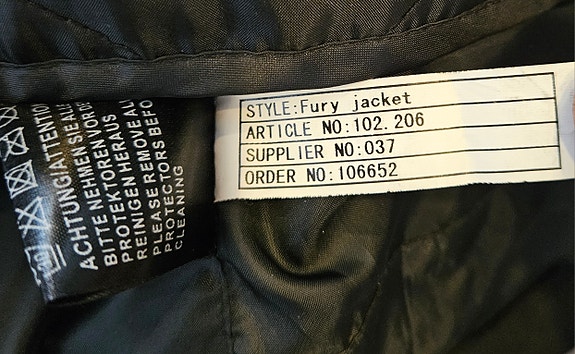 STYLE:Fury jacket
ARTICLE NO:102.206
SUPPLIER NO:037
ORDER NO:106652
ACHTUNG/ATTENTIO
BITTE NEHMEN VOR DE
REINIGEN SIE ALLE
PROTEKTOREN HERAUS
PLEASE REMOVE AL
PROTECTORS BEFO
CLEANING